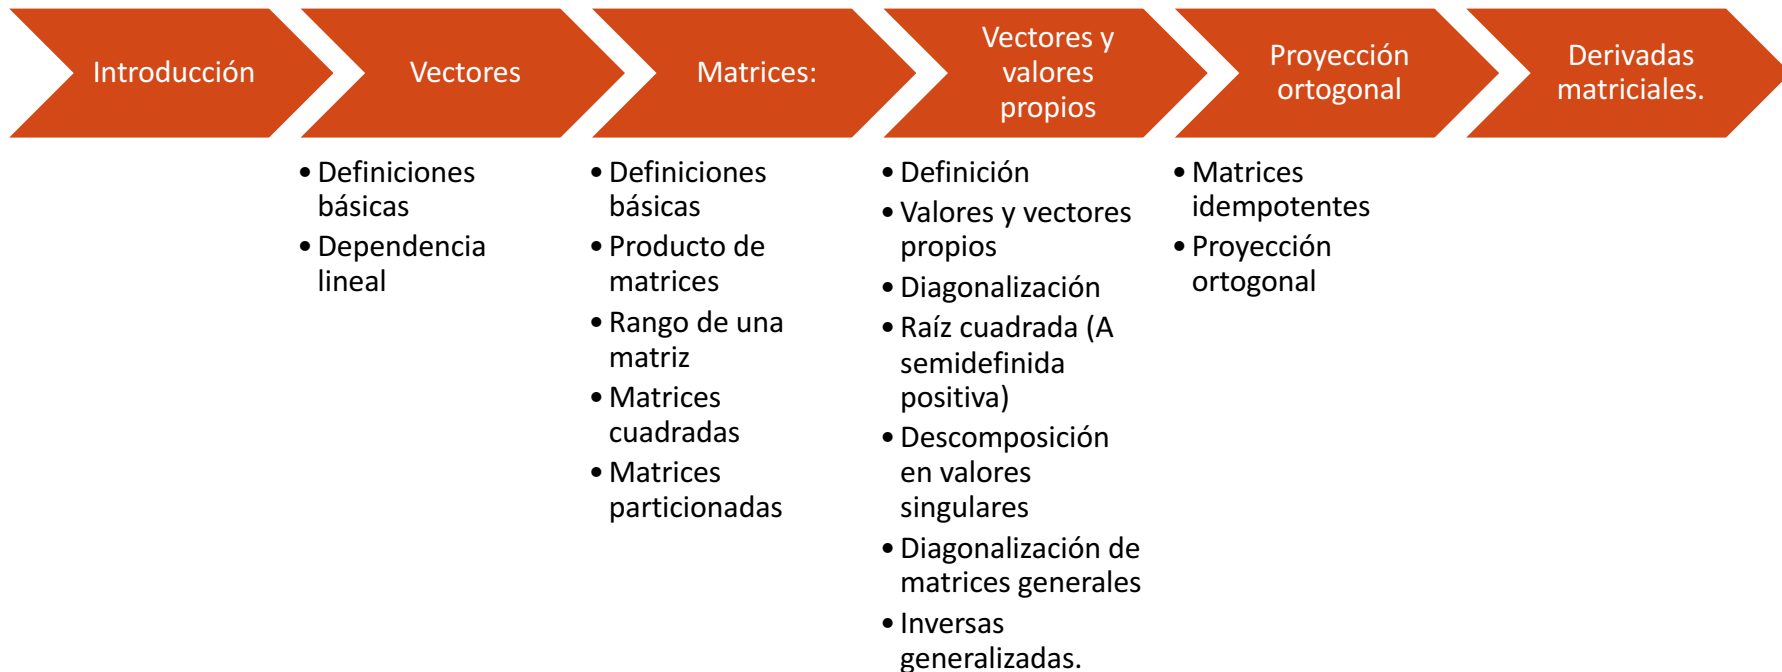 Introducción
Vectores
• Definiciones
básicas
• Dependencia
lineal
Matrices:
• Definiciones
básicas
• Producto de
matrices
• Rango de una
matriz
• Matrices
cuadradas
• Matrices
particionadas
Vectores y
valores
propios
• Definición
• Valores y vectores
propios
• Diagonalización
• Raíz cuadrada (A
semidefinida
positiva)
• Descomposición
en valores
singulares
• Diagonalización de
matrices generales
• Inversas
generalizadas.
Proyección
ortogonal
• Matrices
idempotentes
• Proyección
ortogonal
Derivadas
matriciales.